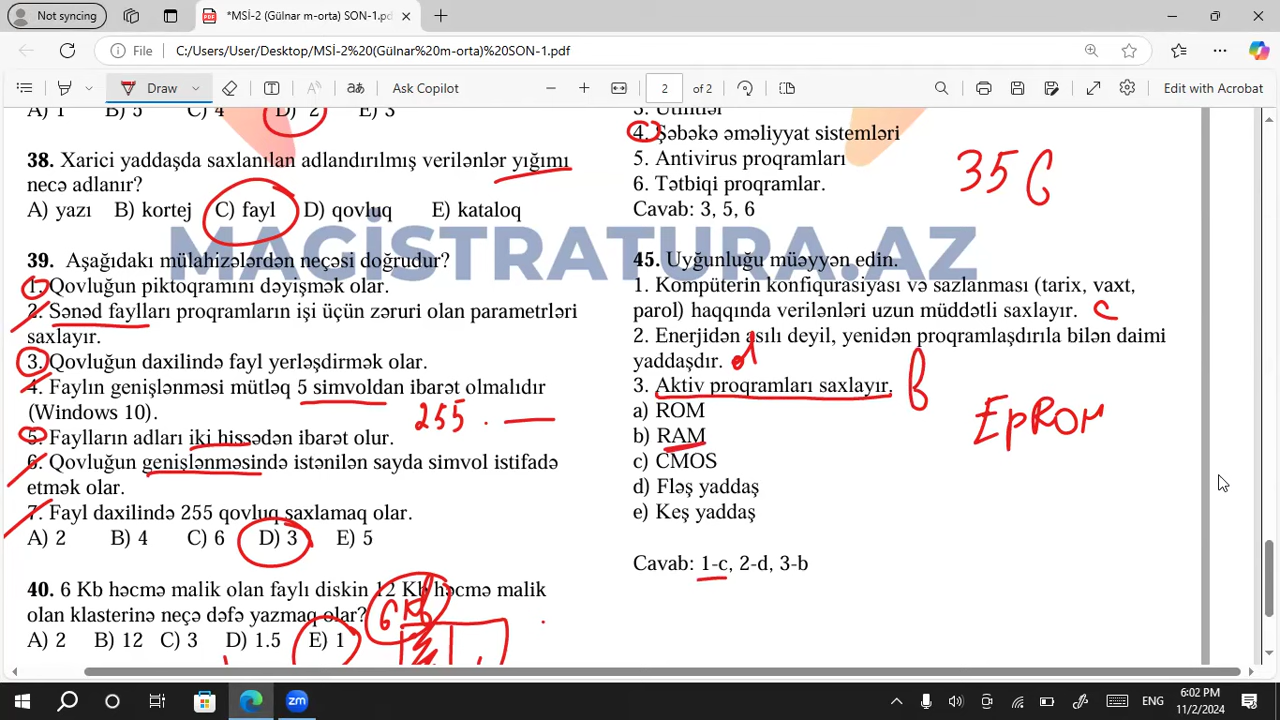 Not syncing
*MSİ-2 (Gülnar m-orta) SON-1.pdf
File
C:/Users/User/Desktop/MSİ-2%20(Gülnar%20m-orta)%20SON-1.pdf
Draw
Ask Copilot
2
of 2
Edit with Acrobat
A) 1 B) 5 C) 4 D) 2 E) 3
38. Xarici yaddaşda saxlanılan adlandırılmış verilənlər yığımı
necə adlanır?
A) yazı B) kortej C) fayl D) qovluq E) kataloq
MAGİSTRATURA.AZ
39. Aşağıdakı mülahizələrdən neçəsi doğrudur?
1. Qovluğun piktoqramını dəyişmək olar.
2. Sənəd faylları proqramların işi üçün zəruri olan parametrləri
saxlayır.
3. Qovluğun daxilində fayl yerləşdirmək olar.
4. Faylın genişlənməsi mütləq 5 simvoldan ibarət olmalıdır
(Windows 10).
255 .
5. Faylların adları iki hissədən ibarət olur.
6. Qovluğun genişlənməsində istənilən sayda simvol istifadə
etmək olar.
7. Fayl daxilində 255 qovluq saxlamaq olar.
A) 2 B) 4 C) 6 D) 3 E) 5
40. 6 Kb həcmə malik olan faylı diskin 12 Kb həcmə malik
olan klasterinə neçə dəfə yazmaq olar?
6 Kb
A) 2 B) 12 C) 3 D) 1.5 E) 1
3. Utilitlər
4. Şəbəkə əməliyyat sistemləri
5. Antivirus proqramları
6. Tətbiqi proqramlar.
Cavab: 3, 5, 6
356
45. Uyğunluğu müəyyən edin.
1. Kompüterin konfiqurasiyası və sazlanması (tarix, vaxt,
parol) haqqında verilənləri uzun müddətli saxlayır. c
2. Enerjidən asılı deyil, yenidən proqramlaşdırıla bilən daimi
yaddaşdır. d
3. Aktiv proqramları saxlayır. b
a) ROM
b) RAM
c) CMOS
d) Fləş yaddaş
e) Keş yaddaş
EpROM
Cavab: 1-c, 2-d, 3-b
zm
ENG
6:02 PM
11/2/2024